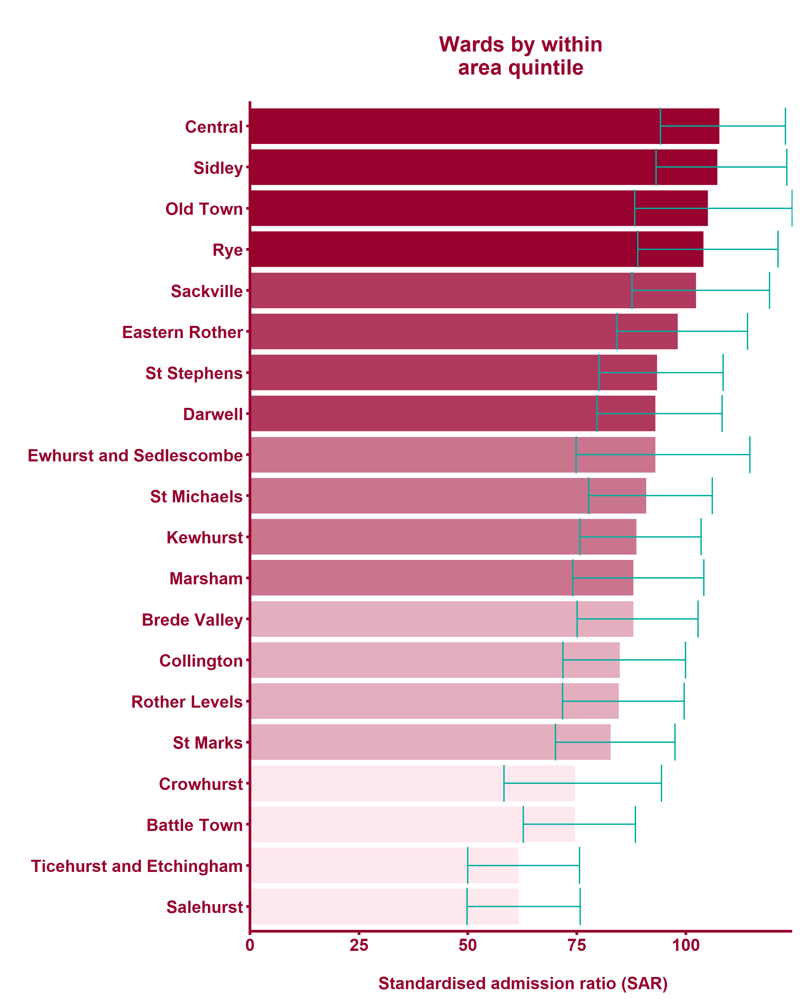 Wards by within
area quintile
Central
Sidley
Old Town
Rye
Sackville
Eastern Rother
St Stephens
Darwell
Ewhurst and Sedlescombe
St Michaels
Kewhurst
Marsham
Brede Valley
Collington
Rother Levels
St Marks
Crowhurst
Battle Town
Ticehurst and Etchingham
Salehurst
0 25 50 75 100
Standardised admission ratio (SAR)